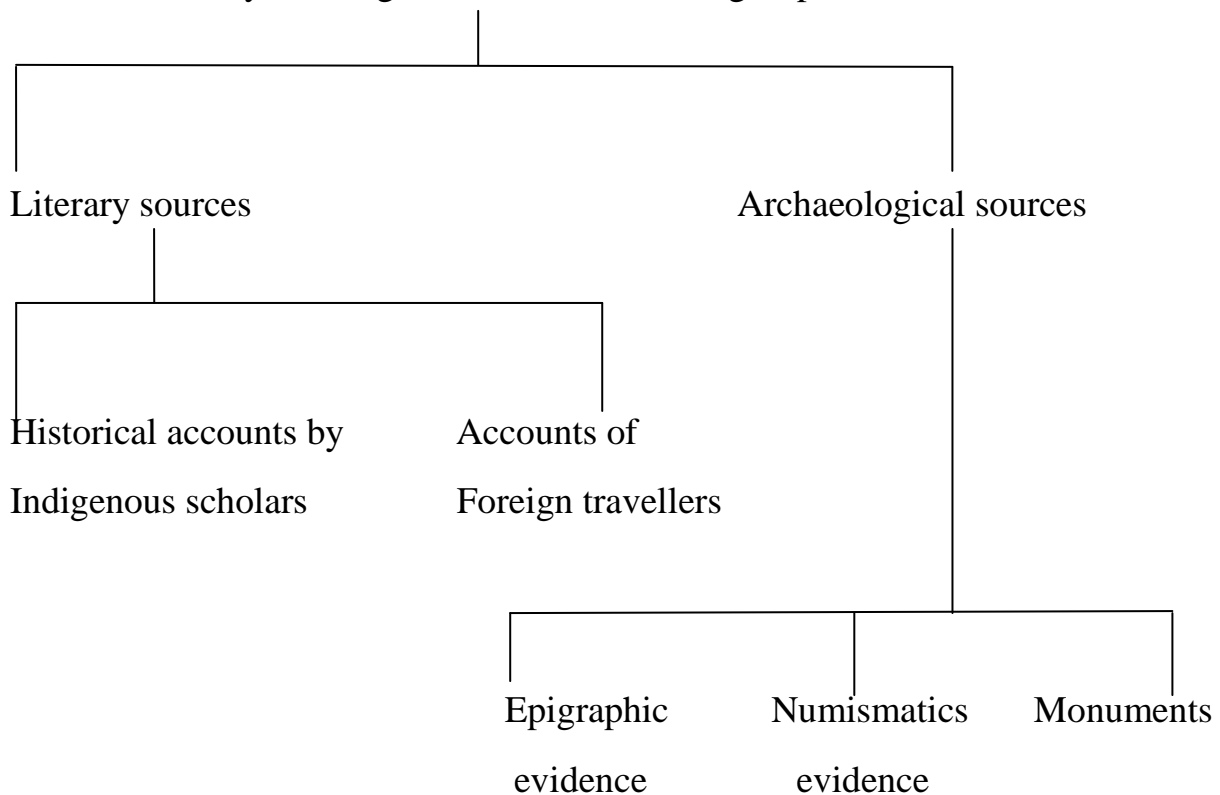 Literary sources
Archaeological sources
Historical accounts by
Indigenous scholars
Accounts of
Foreign travellers
Epigraphic
evidence
Numismatics
evidence
Monuments